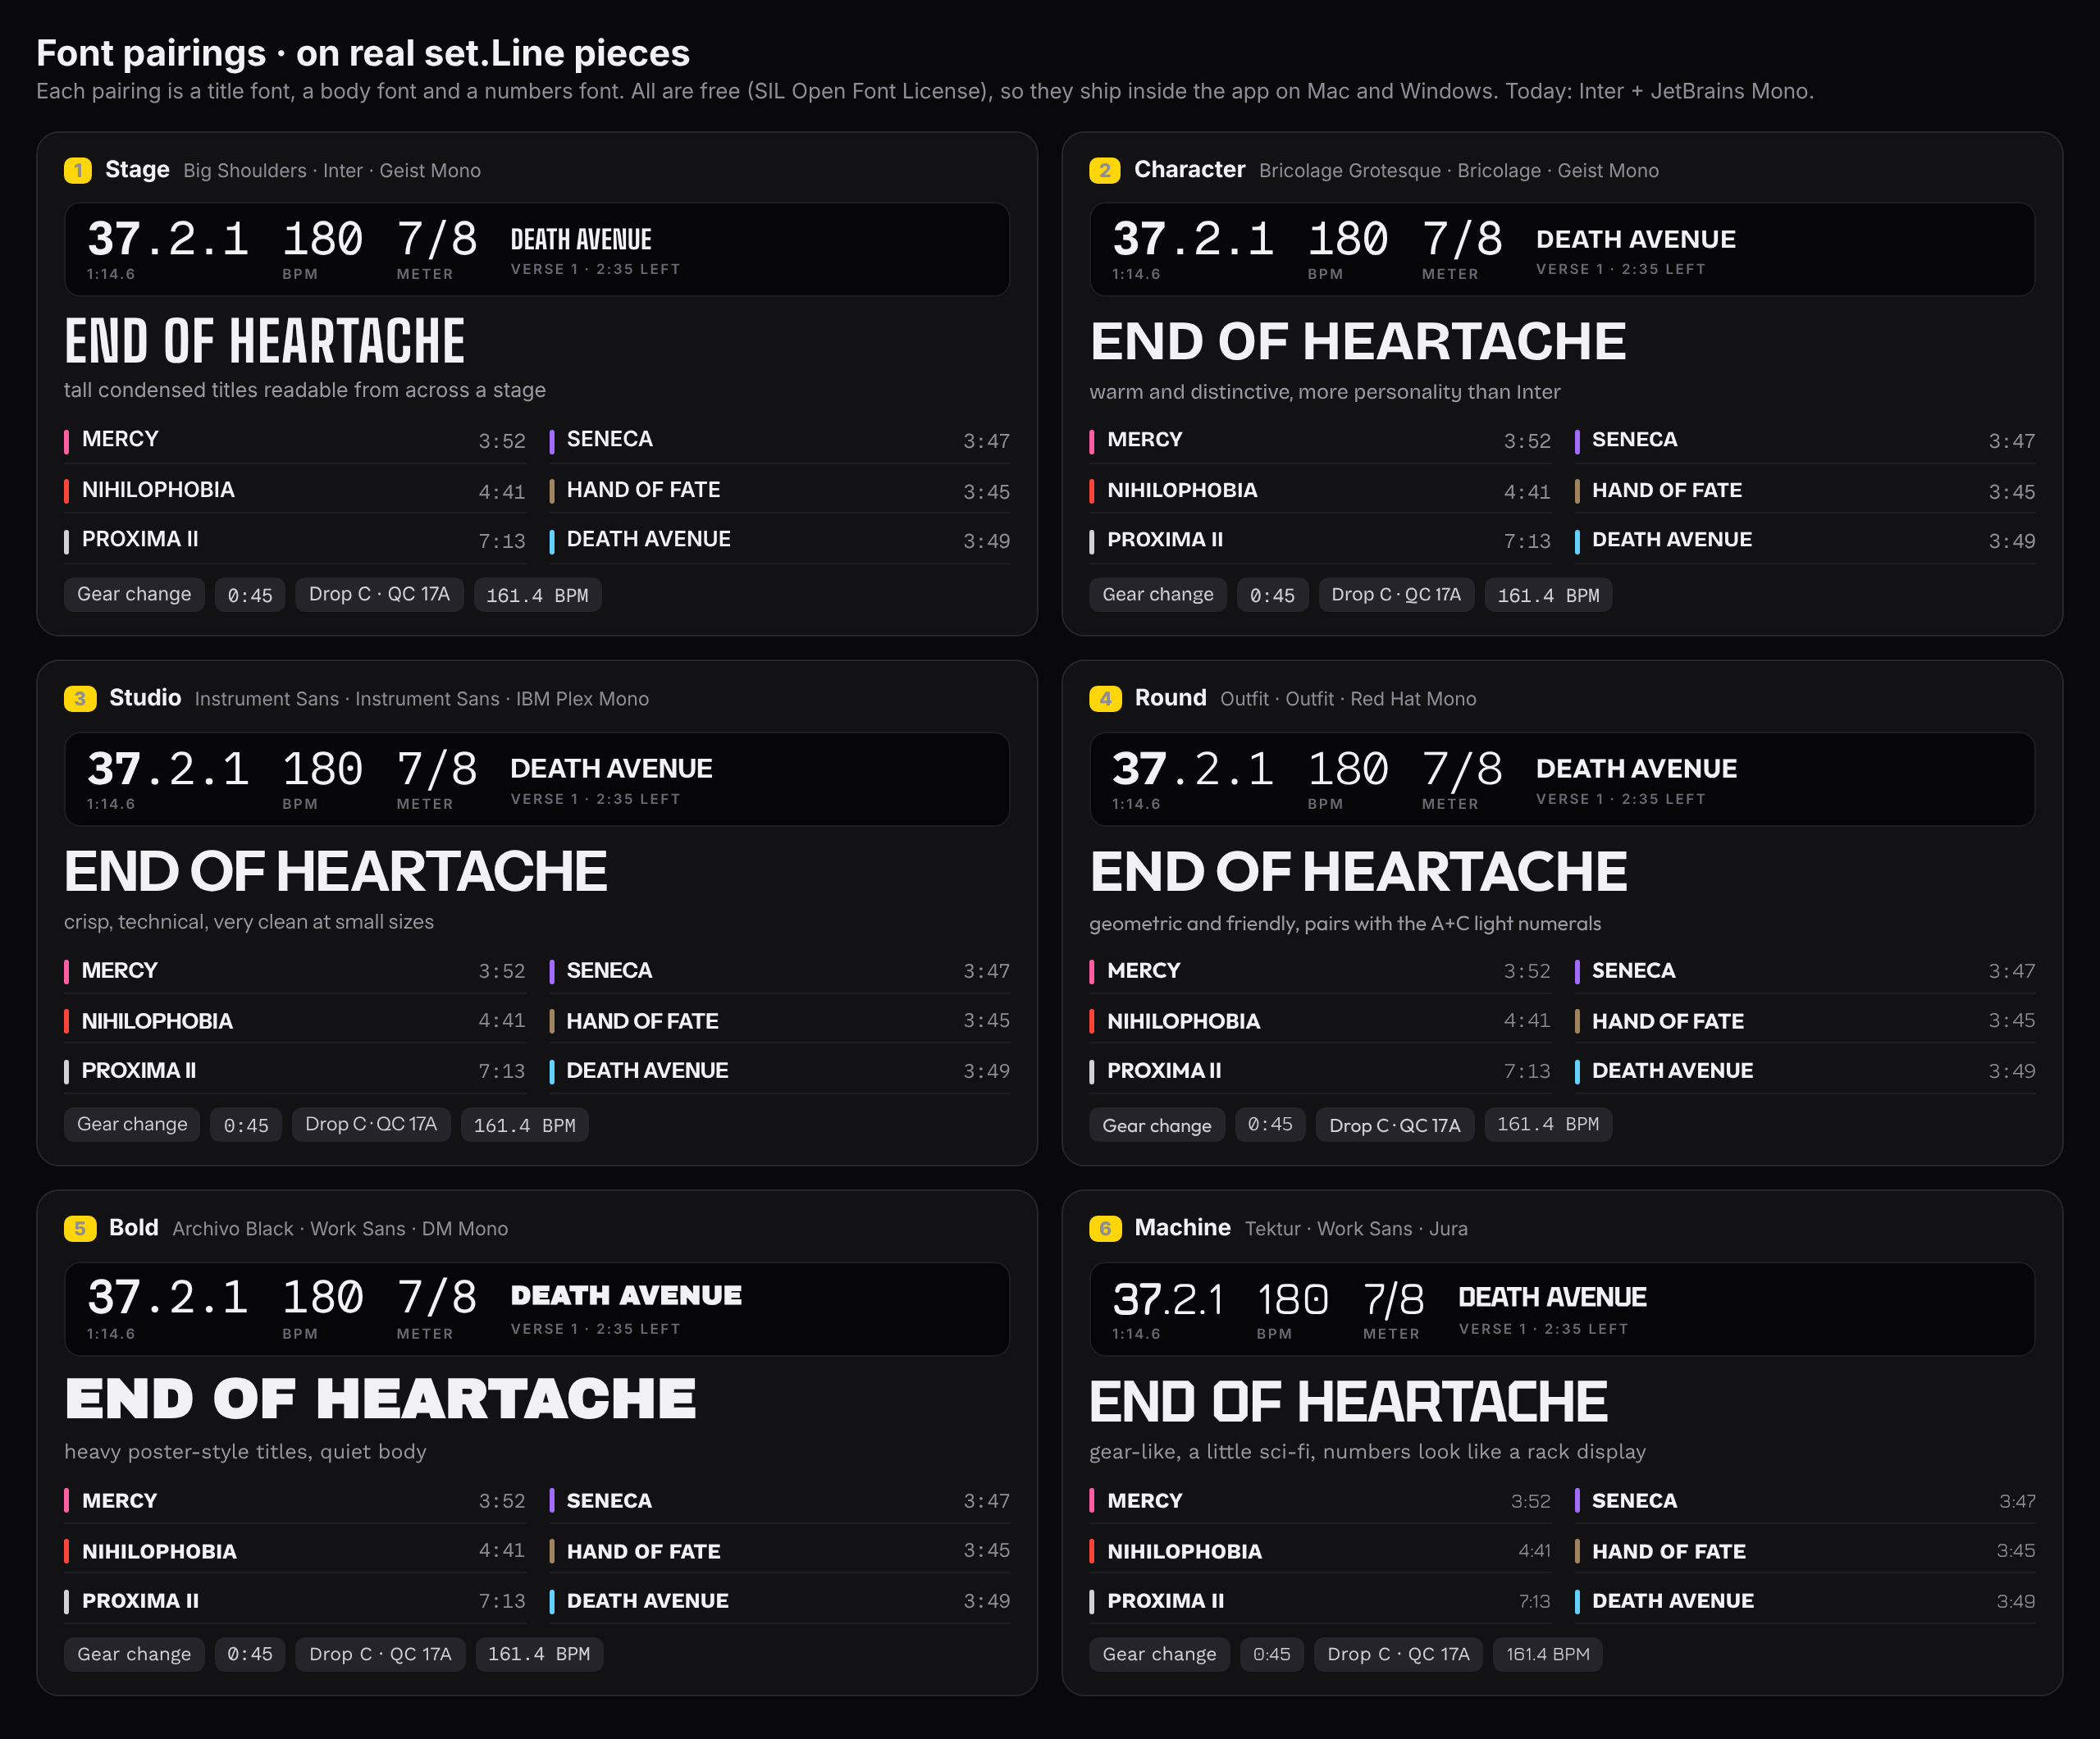 Font pairings · on real set.Line pieces
Each pairing is a title font, a body font and a numbers font. All are free (SIL Open Font License), so they ship inside the app on Mac and Windows. Today: Inter + JetBrains Mono.
1 Stage Big Shoulders · Inter · Geist Mono
37.2.1 180 7/8 DEATH AVENUE
1:14.6 BPM METER VERSE 1 · 2:35 LEFT
END OF HEARTACHE
tall condensed titles readable from across a stage
MERCY 3:52 SENECA 3:47
NIHILOPHOBIA 4:41 HAND OF FATE 3:45
PROXIMA II 7:13 DEATH AVENUE 3:49
Gear change 0:45 Drop C · QC 17A 161.4 BPM
2 Character Bricolage Grotesque · Bricolage · Geist Mono
37.2.1 180 7/8 DEATH AVENUE
1:14.6 BPM METER VERSE 1 · 2:35 LEFT
END OF HEARTACHE
warm and distinctive, more personality than Inter
MERCY 3:52 SENECA 3:47
NIHILOPHOBIA 4:41 HAND OF FATE 3:45
PROXIMA II 7:13 DEATH AVENUE 3:49
Gear change 0:45 Drop C · QC 17A 161.4 BPM
3 Studio Instrument Sans · Instrument Sans · IBM Plex Mono
37.2.1 180 7/8 DEATH AVENUE
1:14.6 BPM METER VERSE 1 · 2:35 LEFT
END OF HEARTACHE
crisp, technical, very clean at small sizes
MERCY 3:52 SENECA 3:47
NIHILOPHOBIA 4:41 HAND OF FATE 3:45
PROXIMA II 7:13 DEATH AVENUE 3:49
Gear change 0:45 Drop C · QC 17A 161.4 BPM
4 Round Outfit · Outfit · Red Hat Mono
37.2.1 180 7/8 DEATH AVENUE
1:14.6 BPM METER VERSE 1 · 2:35 LEFT
END OF HEARTACHE
geometric and friendly, pairs with the A+C light numerals
MERCY 3:52 SENECA 3:47
NIHILOPHOBIA 4:41 HAND OF FATE 3:45
PROXIMA II 7:13 DEATH AVENUE 3:49
Gear change 0:45 Drop C · QC 17A 161.4 BPM
5 Bold Archivo Black · Work Sans · DM Mono
37.2.1 180 7/8 DEATH AVENUE
1:14.6 BPM METER VERSE 1 · 2:35 LEFT
END OF HEARTACHE
heavy poster-style titles, quiet body
MERCY 3:52 SENECA 3:47
NIHILOPHOBIA 4:41 HAND OF FATE 3:45
PROXIMA II 7:13 DEATH AVENUE 3:49
Gear change 0:45 Drop C · QC 17A 161.4 BPM
6 Machine Tektur · Work Sans · Jura
37.2.1 180 7/8 DEATH AVENUE
1:14.6 BPM METER VERSE 1 · 2:35 LEFT
END OF HEARTACHE
gear-like, a little sci-fi, numbers look like a rack display
MERCY 3:52 SENECA 3:47
NIHILOPHOBIA 4:41 HAND OF FATE 3:45
PROXIMA II 7:13 DEATH AVENUE 3:49
Gear change 0:45 Drop C · QC 17A 161.4 BPM